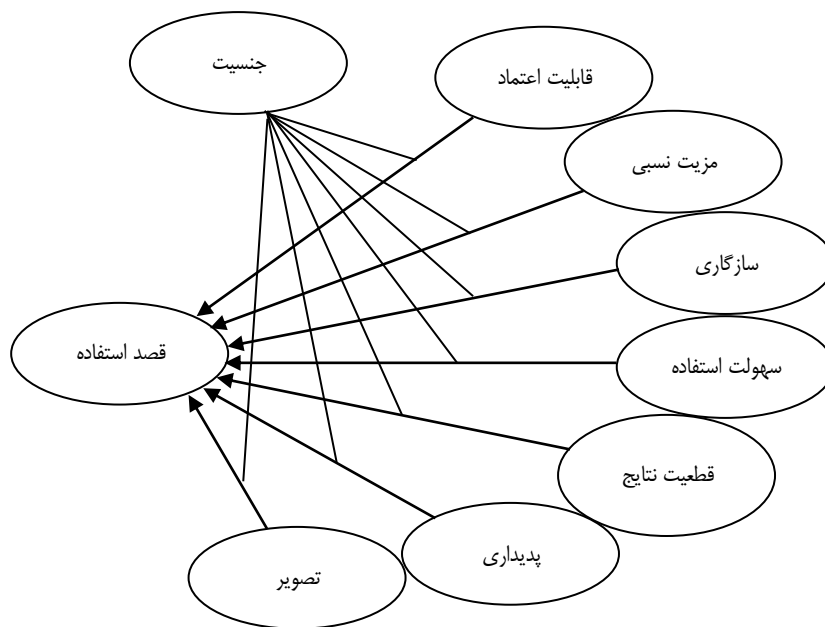 جنسیت
قابلیت اعتماد
مزیت نسبی
سازگاری
قصد استفاده
سهولت استفاده
قطعیت نتایج
پدیداری
تصویر